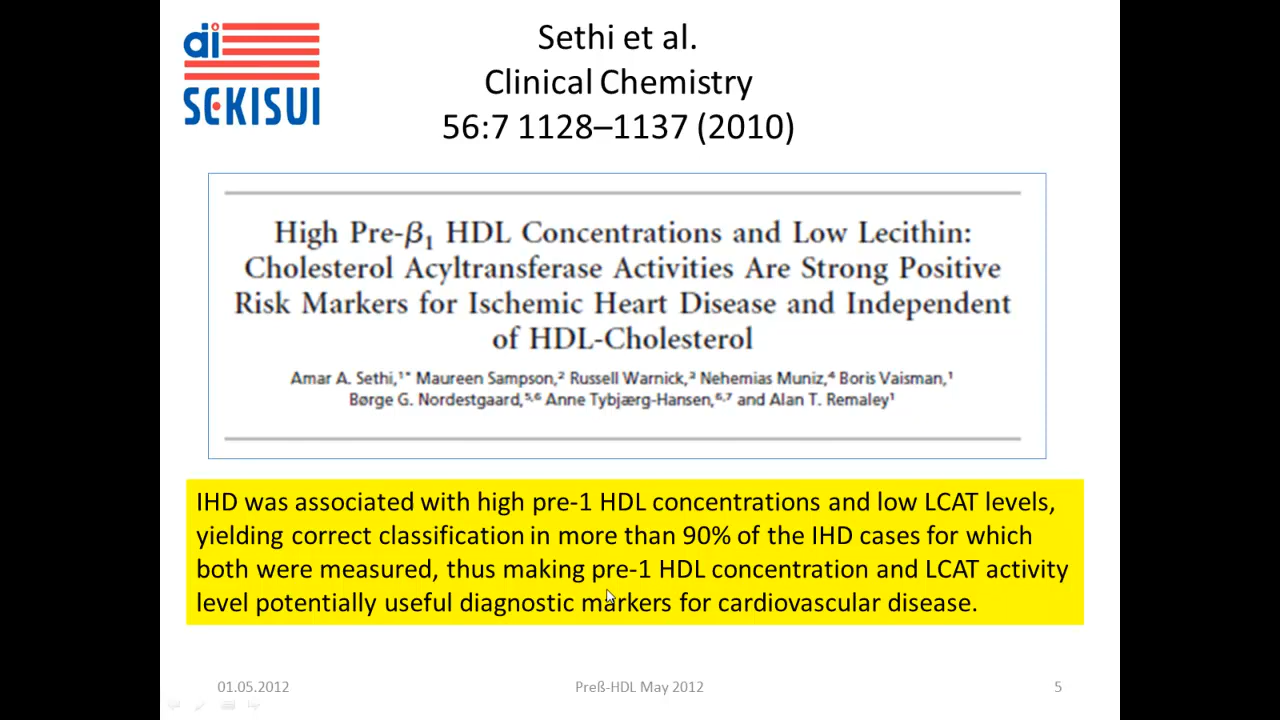 Sethi et al.
Clinical Chemistry
56:7 1128–1137 (2010)
SEKISUI
High Pre-β₁ HDL Concentrations and Low Lecithin:
Cholesterol Acyltransferase Activities Are Strong Positive
Risk Markers for Ischemic Heart Disease and Independent
of HDL-Cholesterol
Amar A. Sethi,¹* Maureen Sampson,² Russell Warnick,³ Nehemias Muniz,⁴ Boris Vaisman,¹
Børge G. Nordestgaard,⁵,⁶ Anne Tybjærg-Hansen,⁶,⁷ and Alan T. Remaley¹
IHD was associated with high pre-1 HDL concentrations and low LCAT levels,
yielding correct classification in more than 90% of the IHD cases for which
both were measured, thus making pre-1 HDL concentration and LCAT activity
level potentially useful diagnostic markers for cardiovascular disease.
01.05.2012
Preß-HDL May 2012
5